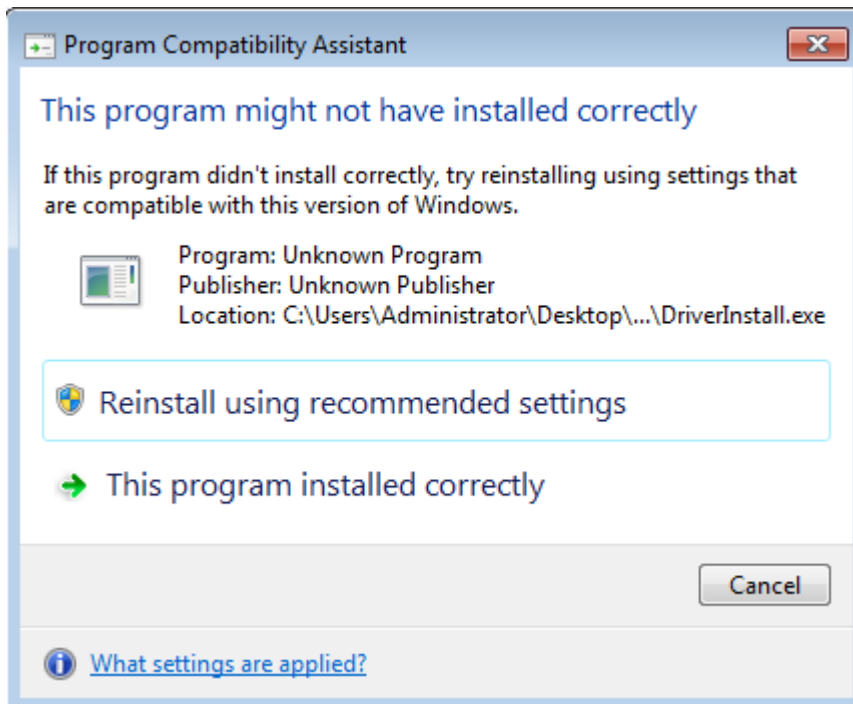 Program Compatibility Assistant
This program might not have installed correctly
If this program didn't install correctly, try reinstalling using settings that
are compatible with this version of Windows.
Program: Unknown Program
Publisher: Unknown Publisher
Location: C:\Users\Administrator\Desktop\...\DriverInstall.exe
Reinstall using recommended settings
This program installed correctly
Cancel
What settings are applied?